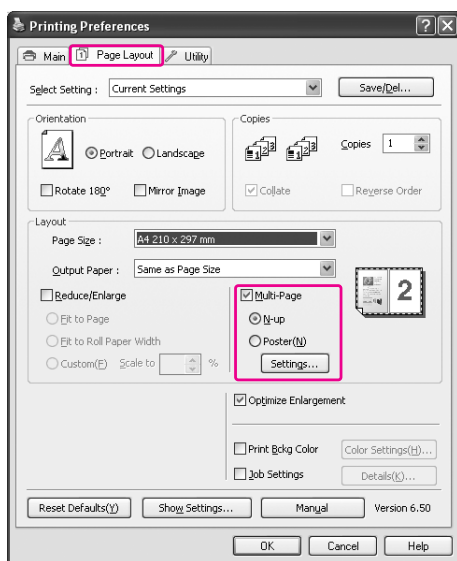 Printing Preferences
Main Page Layout Utility
Select Setting : Current Settings Save/Del...
Orientation
A Portrait Landscape
Rotate 180° Mirror Image
Copies
Copies 1
Collate Reverse Order
Layout
Page Size : A4 210 x 297 mm
Output Paper : Same as Page Size
Reduce/Enlarge
Fit to Page
Fit to Roll Paper Width
Custom(F) Scale to %
Multi-Page
N-up
Poster(N)
Settings...
2
Optimize Enlargement
Print Bckg Color Color Settings(H)...
Job Settings Details(K)...
Reset Defaults(Y) Show Settings... Manual Version 6.50
OK Cancel Help